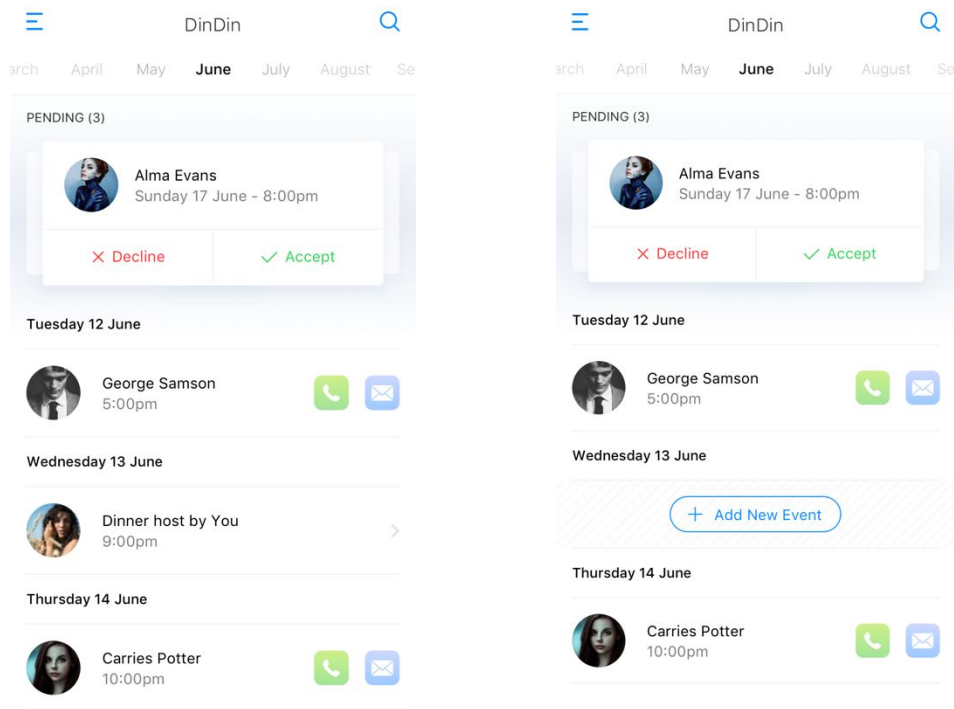 DinDin
arch April May June July August Se
PENDING (3)
Alma Evans
Sunday 17 June - 8:00pm
Decline Accept
Tuesday 12 June
George Samson
5:00pm
Wednesday 13 June
Dinner host by You
9:00pm
Thursday 14 June
Carries Potter
10:00pm
DinDin
arch April May June July August Se
PENDING (3)
Alma Evans
Sunday 17 June - 8:00pm
Decline Accept
Tuesday 12 June
George Samson
5:00pm
Wednesday 13 June
+ Add New Event
Thursday 14 June
Carries Potter
10:00pm